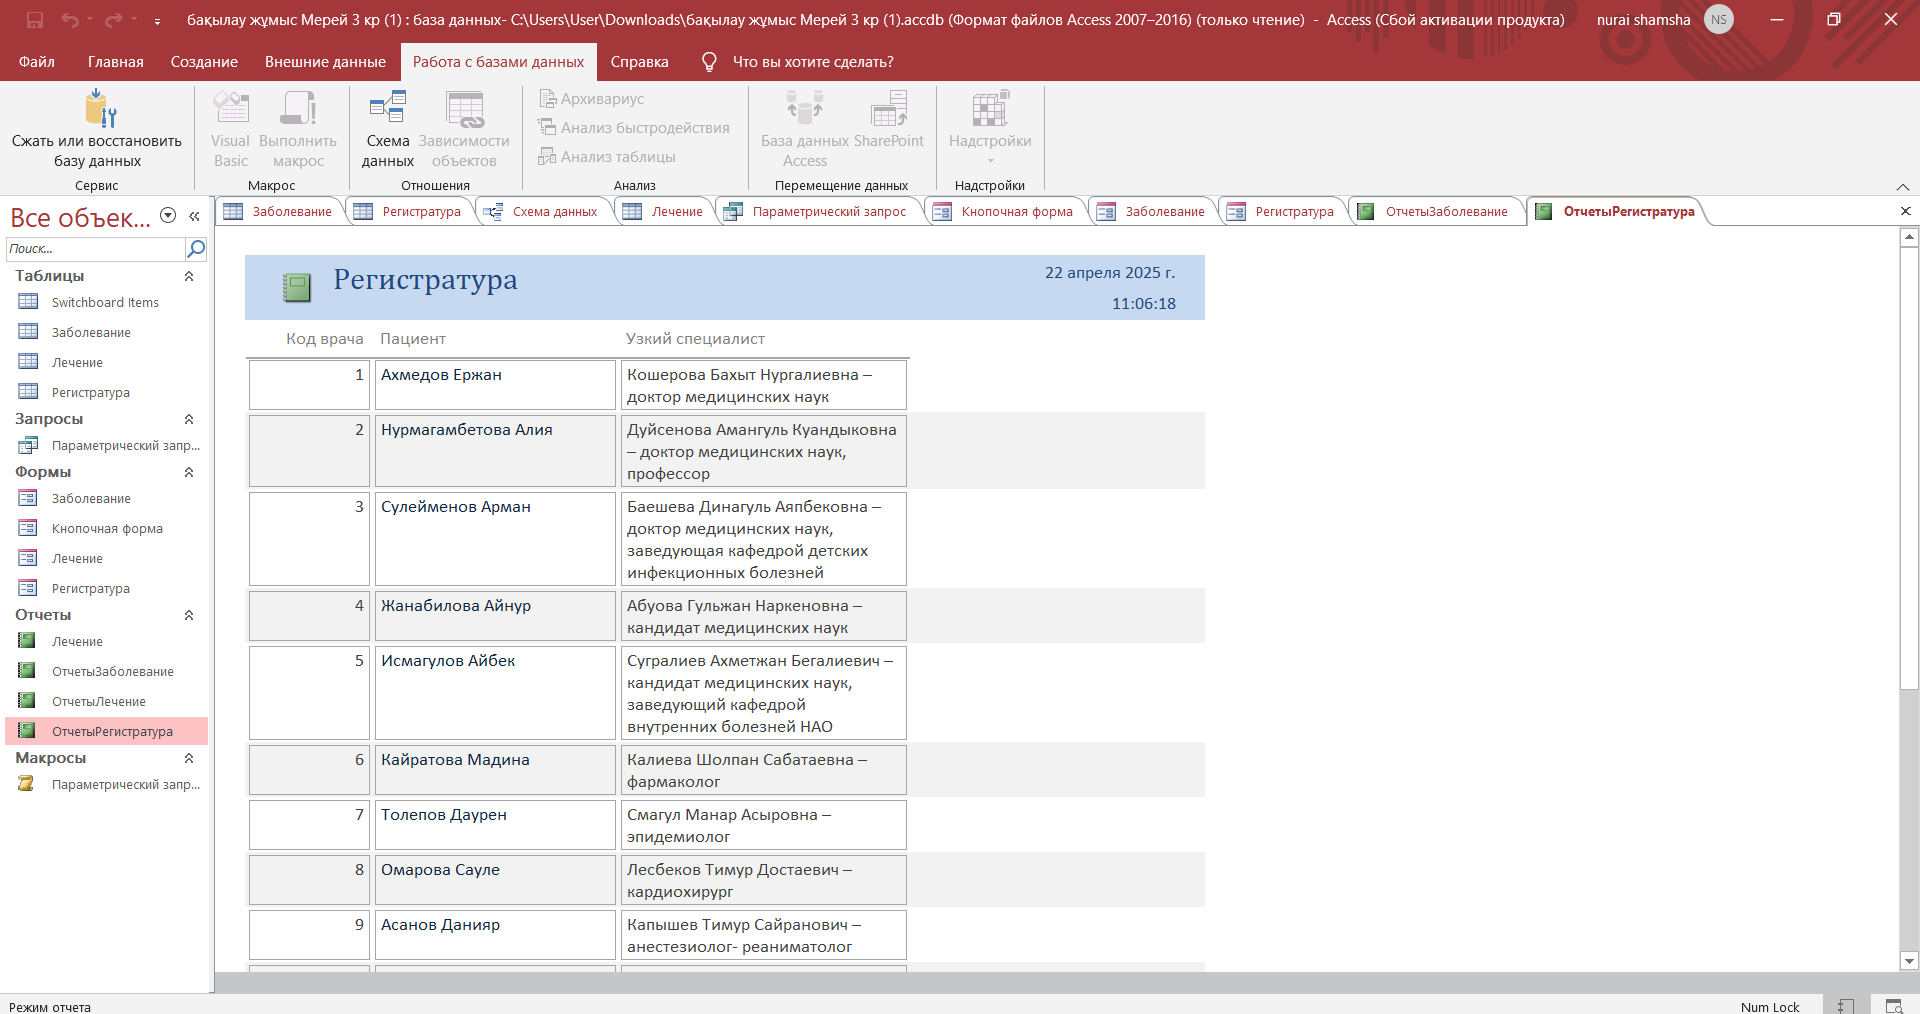 бақылау жұмыс Мерей 3 кр (1) : база данных- C:\Users\User\Downloads\бақылау жұмыс Мерей 3 кр (1).accdb (Формат файлов Access 2007–2016) (только чтение) - Access (Сбой активации продукта)
nurai shamsha NS
Файл Главная Создание Внешние данные Работа с базами данных Справка Что вы хотите сделать?
Сжать или восстановить базу данных
Сервис
Visual Basic
Выполнить макрос
Макрос
Схема данных
Зависимости объектов
Отношения
Архивариус
Анализ быстродействия
Анализ таблицы
Анализ
База данных Access
SharePoint
Перемещение данных
Надстройки
Надстройки
Все объек...
Поиск...
Таблицы
Switchboard Items
Заболевание
Лечение
Регистратура
Запросы
Параметрический запр...
Формы
Заболевание
Кнопочная форма
Лечение
Регистратура
Отчеты
Лечение
ОтчетыЗаболевание
ОтчетыЛечение
ОтчетыРегистратура
Макросы
Параметрический запр...
Заболевание Регистратура Схема данных Лечение Параметрический запрос Кнопочная форма Заболевание Регистратура ОтчетыЗаболевание ОтчетыРегистратура
Регистратура
22 апреля 2025 г.
11:06:18
Код врача Пациент Узкий специалист
1 Ахмедов Ержан Кошерова Бахыт Нургалиевна –
доктор медицинских наук
2 Нурмагамбетова Алия Дуйсенова Амангуль Куандыковна
– доктор медицинских наук,
профессор
3 Сулейменов Арман Баешева Динагуль Аяпбековна –
доктор медицинских наук,
заведующая кафедрой детских
инфекционных болезней
4 Жанабилова Айнур Абуова Гульжан Наркеновна –
кандидат медицинских наук
5 Исмагулов Айбек Сугралиев Ахметжан Бегалиевич –
кандидат медицинских наук,
заведующий кафедрой
внутренних болезней НАО
6 Кайратова Мадина Калиева Шолпан Сабатаевна –
фармаколог
7 Толепов Даурен Смагул Манар Асыровна –
эпидемиолог
8 Омарова Сауле Лесбеков Тимур Достаевич –
кардиохирург
9 Асанов Данияр Капышев Тимур Сайранович –
анестезиолог- реаниматолог
Режим отчета
Num Lock